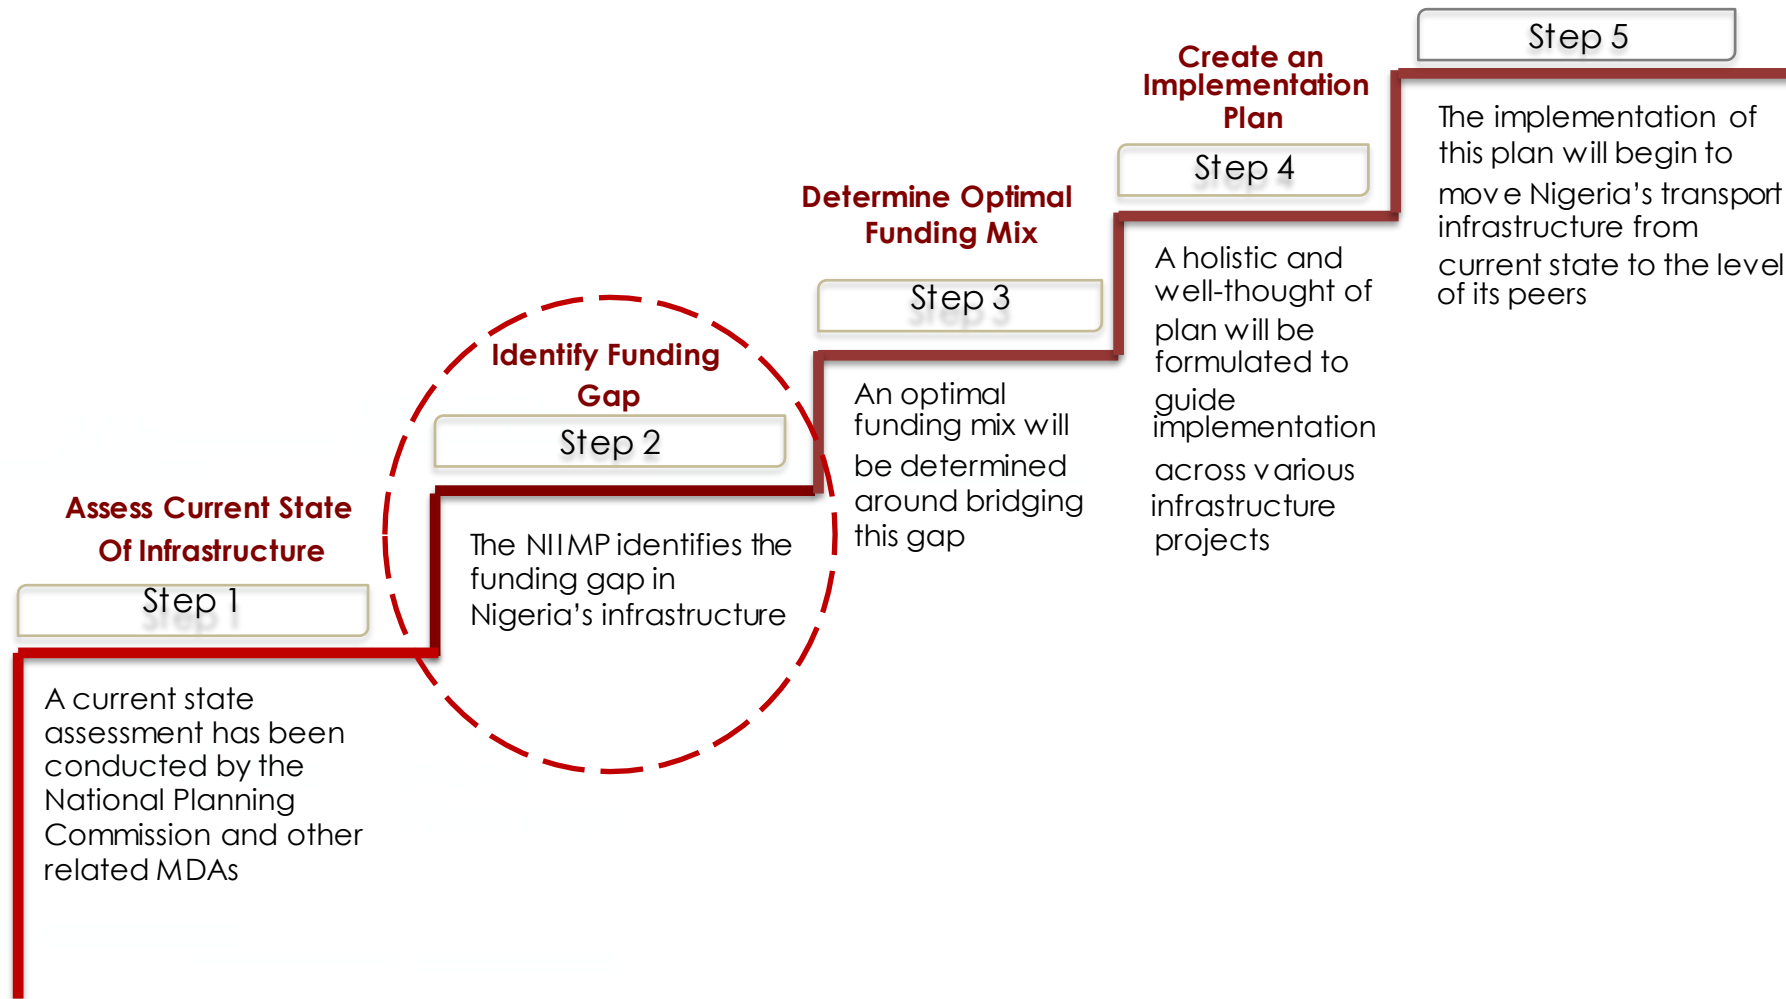 Assess Current State
Of Infrastructure
Step 1
A current state
assessment has been
conducted by the
National Planning
Commission and other
related MDAs
Identify Funding
Gap
Step 2
The NIIMP identifies the
funding gap in
Nigeria’s infrastructure
Determine Optimal
Funding Mix
Step 3
An optimal
funding mix will
be determined
around bridging
this gap
Create an
Implementation
Plan
Step 4
A holistic and
well-thought of
plan will be
formulated to
guide
implementation
across various
infrastructure
projects
Step 5
The implementation of
this plan will begin to
move Nigeria’s transport
infrastructure from
current state to the level
of its peers